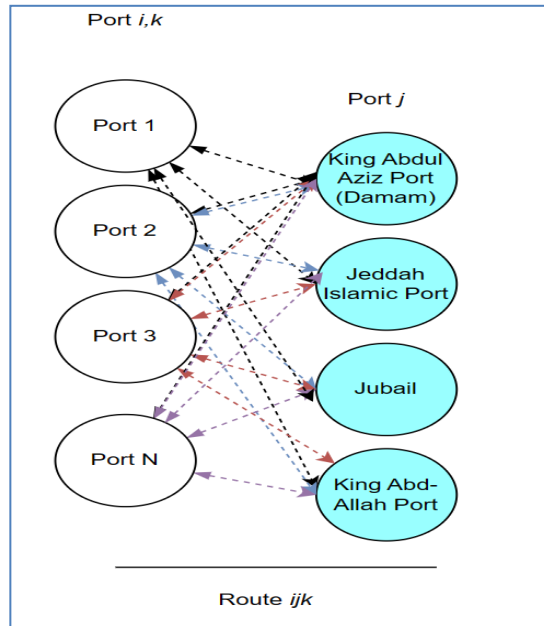 Port i,k
Port j
Port 1
Port 2
Port 3
Port N
King Abdul
Aziz Port
(Damam)
Jeddah
Islamic Port
Jubail
King Abd-
Allah Port
Route ijk